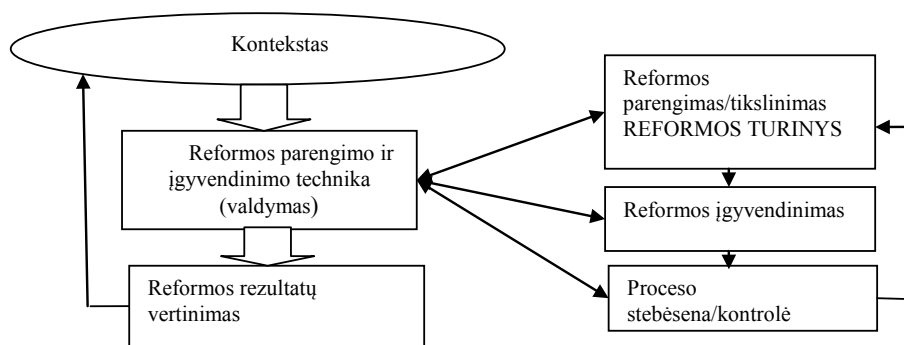 Kontekstas
Reformos parengimo ir
įgyvendinimo technika
(valdymas)
Reformos rezultatų
vertinimas
Reformos
parengimas/tikslinimas
REFORMOS TURINYS
Reformos įgyvendinimas
Proceso
stebėsena/kontrolė